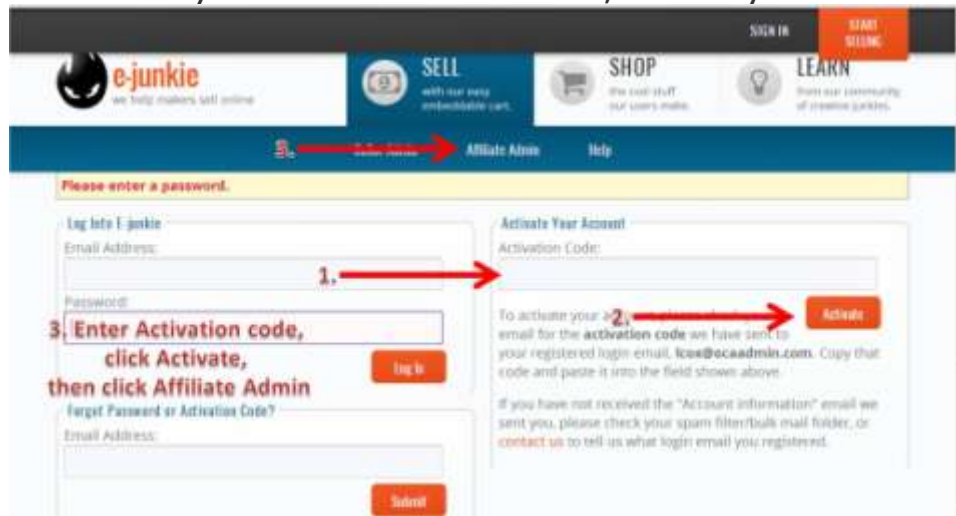 SIGN IN
START
SELLING
e-junkie
we help makers sell online
SELL
with our easy
embeddable cart.
SHOP
the cool stuff
our users make.
LEARN
from our community
of creative junkies.
3.
Affiliate Admin
Help
Please enter a password.
Log Into E-junkie
Email Address:
Password:
3. Enter Activation code,
click Activate,
then click Affiliate Admin
Log In
Forgot Password or Activation Code?
Email Address:
Submit
Activate Your Account
Activation Code:
1.
2.
Activate
To activate your
email for the activation code we have sent to
your registered login email, lcox@ocaadmin.com. Copy that
code and paste it into the field shown above.
If you have not received the "Account Information" email we
sent you, please check your spam filter/bulk mail folder, or
contact us to tell us what login email you registered.